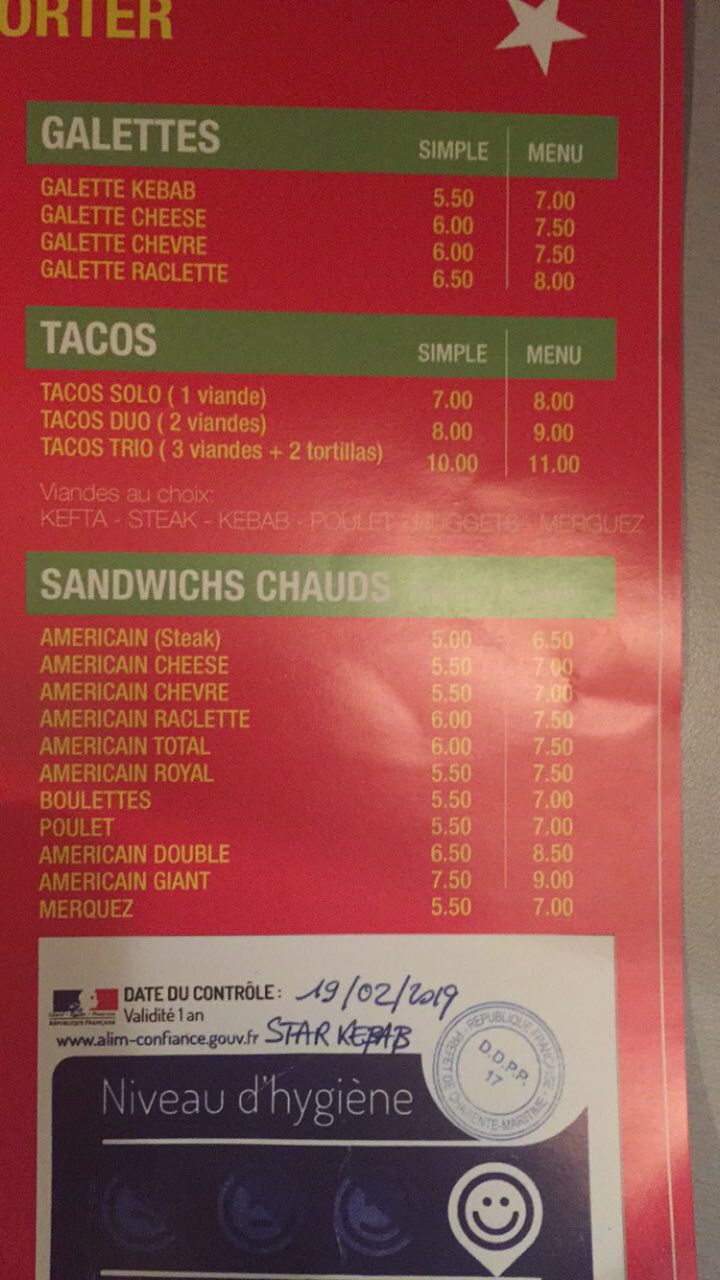 ORTER
GALETTES SIMPLE MENU
GALETTE KEBAB 5.50 7.00
GALETTE CHEESE 6.00 7.50
GALETTE CHEVRE 6.00 7.50
GALETTE RACLETTE 6.50 8.00
TACOS SIMPLE MENU
TACOS SOLO ( 1 viande) 7.00 8.00
TACOS DUO ( 2 viandes) 8.00 9.00
TACOS TRIO ( 3 viandes + 2 tortillas) 10.00 11.00
Viandes au choix:
KEFTA - STEAK - KEBAB - POULET - NUGGETS - MERGUEZ
SANDWICHS CHAUDS
AMERICAIN (Steak) 5.00 6.50
AMERICAIN CHEESE 5.50 7.00
AMERICAIN CHEVRE 5.50 7.00
AMERICAIN RACLETTE 6.00 7.50
AMERICAIN TOTAL 6.00 7.50
AMERICAIN ROYAL 5.50 7.50
BOULETTES 5.50 7.00
POULET 5.50 7.00
AMERICAIN DOUBLE 6.50 8.50
AMERICAIN GIANT 7.50 9.00
MERQUEZ 5.50 7.00
DATE DU CONTRÔLE : 19/02/2019
Validité 1 an
RÉPUBLIQUE FRANÇAISE
www.alim-confiance.gouv.fr STAR KEBAB
RÉPUBLIQUE FRANÇAISE
D.D.P.P.
17
PRÉFET DE CHARENTE-MARITIME
Niveau d'hygiène